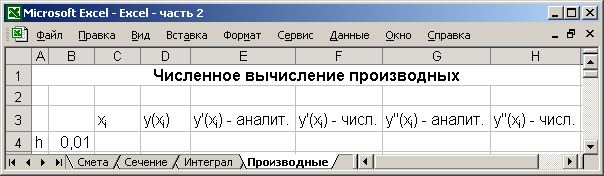 Microsoft Excel - Excel - часть 2
Файл Правка Вид Вставка Формат Сервис Данные Окно Справка
A B C D E F G H
1 Численное вычисление производных
2
3 xi y(xi) y'(xi) - аналит. y'(xi) - числ. y''(xi) - аналит. y''(xi) - числ.
4 h 0,01
Смета Сечение Интеграл Производные